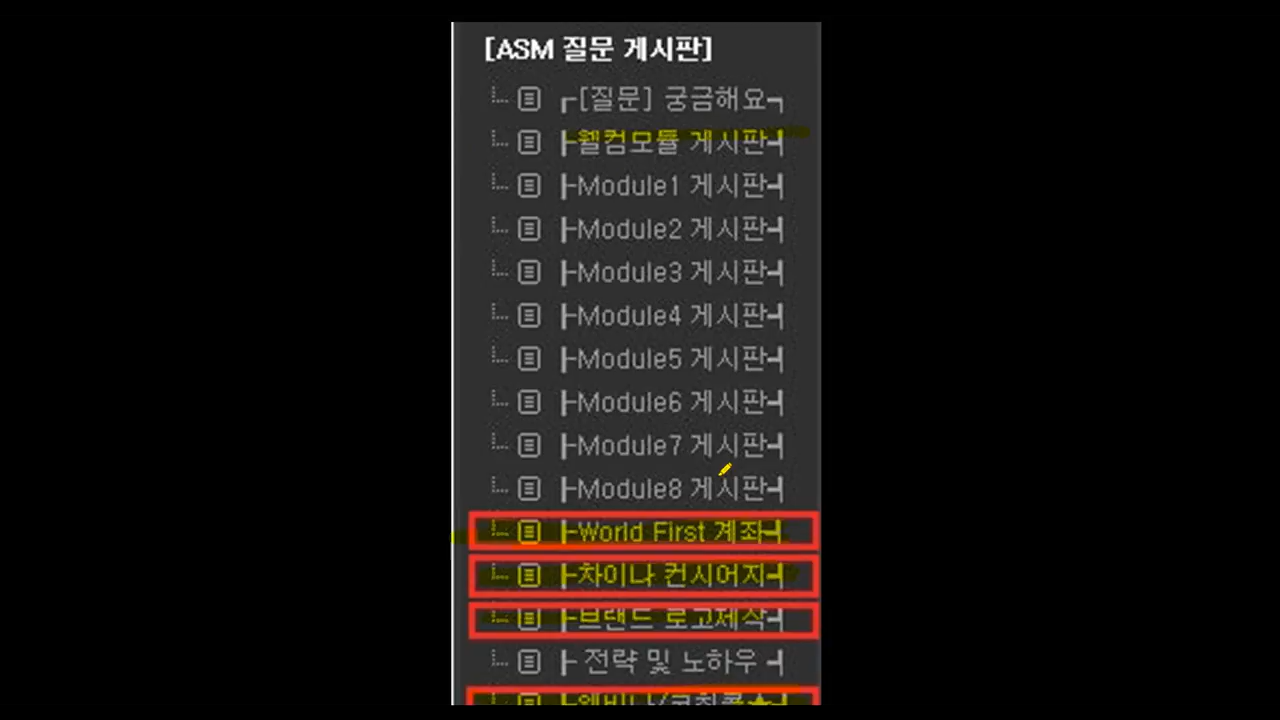 [ASM 질문 게시판]
┌[질문] 궁금해요┐
├웰컴모듈 게시판┤
├Module1 게시판┤
├Module2 게시판┤
├Module3 게시판┤
├Module4 게시판┤
├Module5 게시판┤
├Module6 게시판┤
├Module7 게시판┤
├Module8 게시판┤
├World First 계좌┤
├차이나 컨시어지┤
├브랜드 로고제작┤
├ 전략 및 노하우 ┤